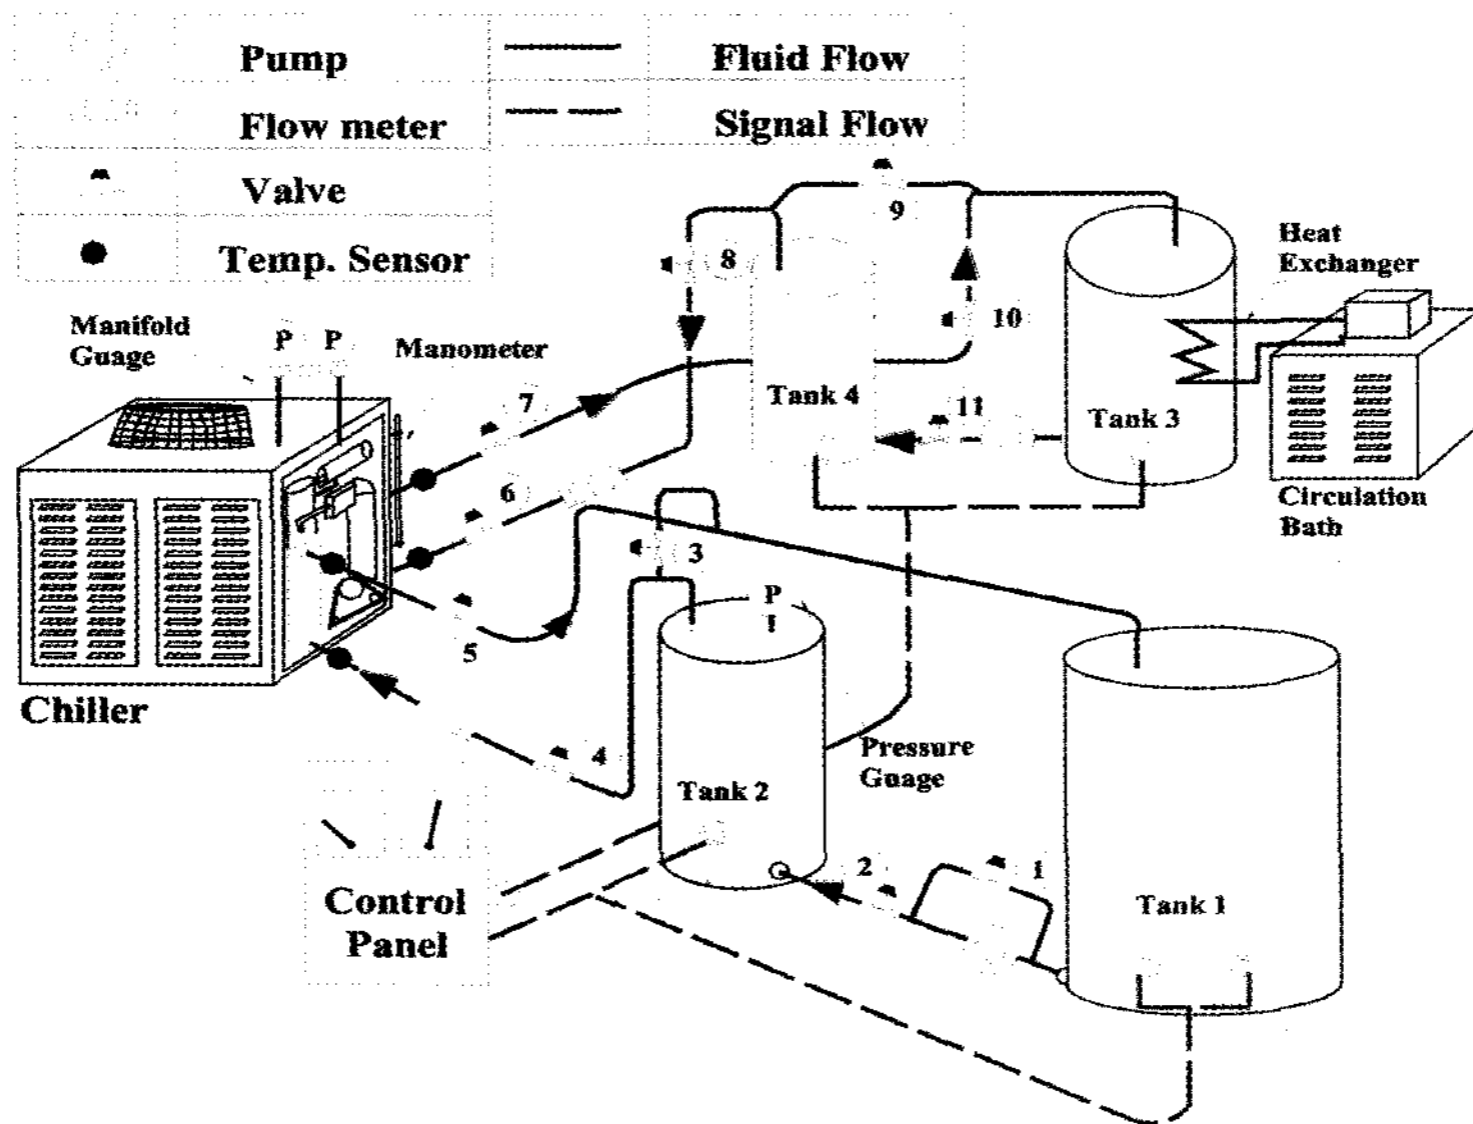 Pump
Fluid Flow
Flow meter
Signal Flow
Valve
Temp. Sensor
9
8
Heat
Exchanger
10
Manifold
Guage
P P
Manometer
7
Tank 4
11
Tank 3
6
Circulation
Bath
3
P
5
Chiller
4
Pressure
Guage
Tank 2
2
1
Control
Panel
Tank 1